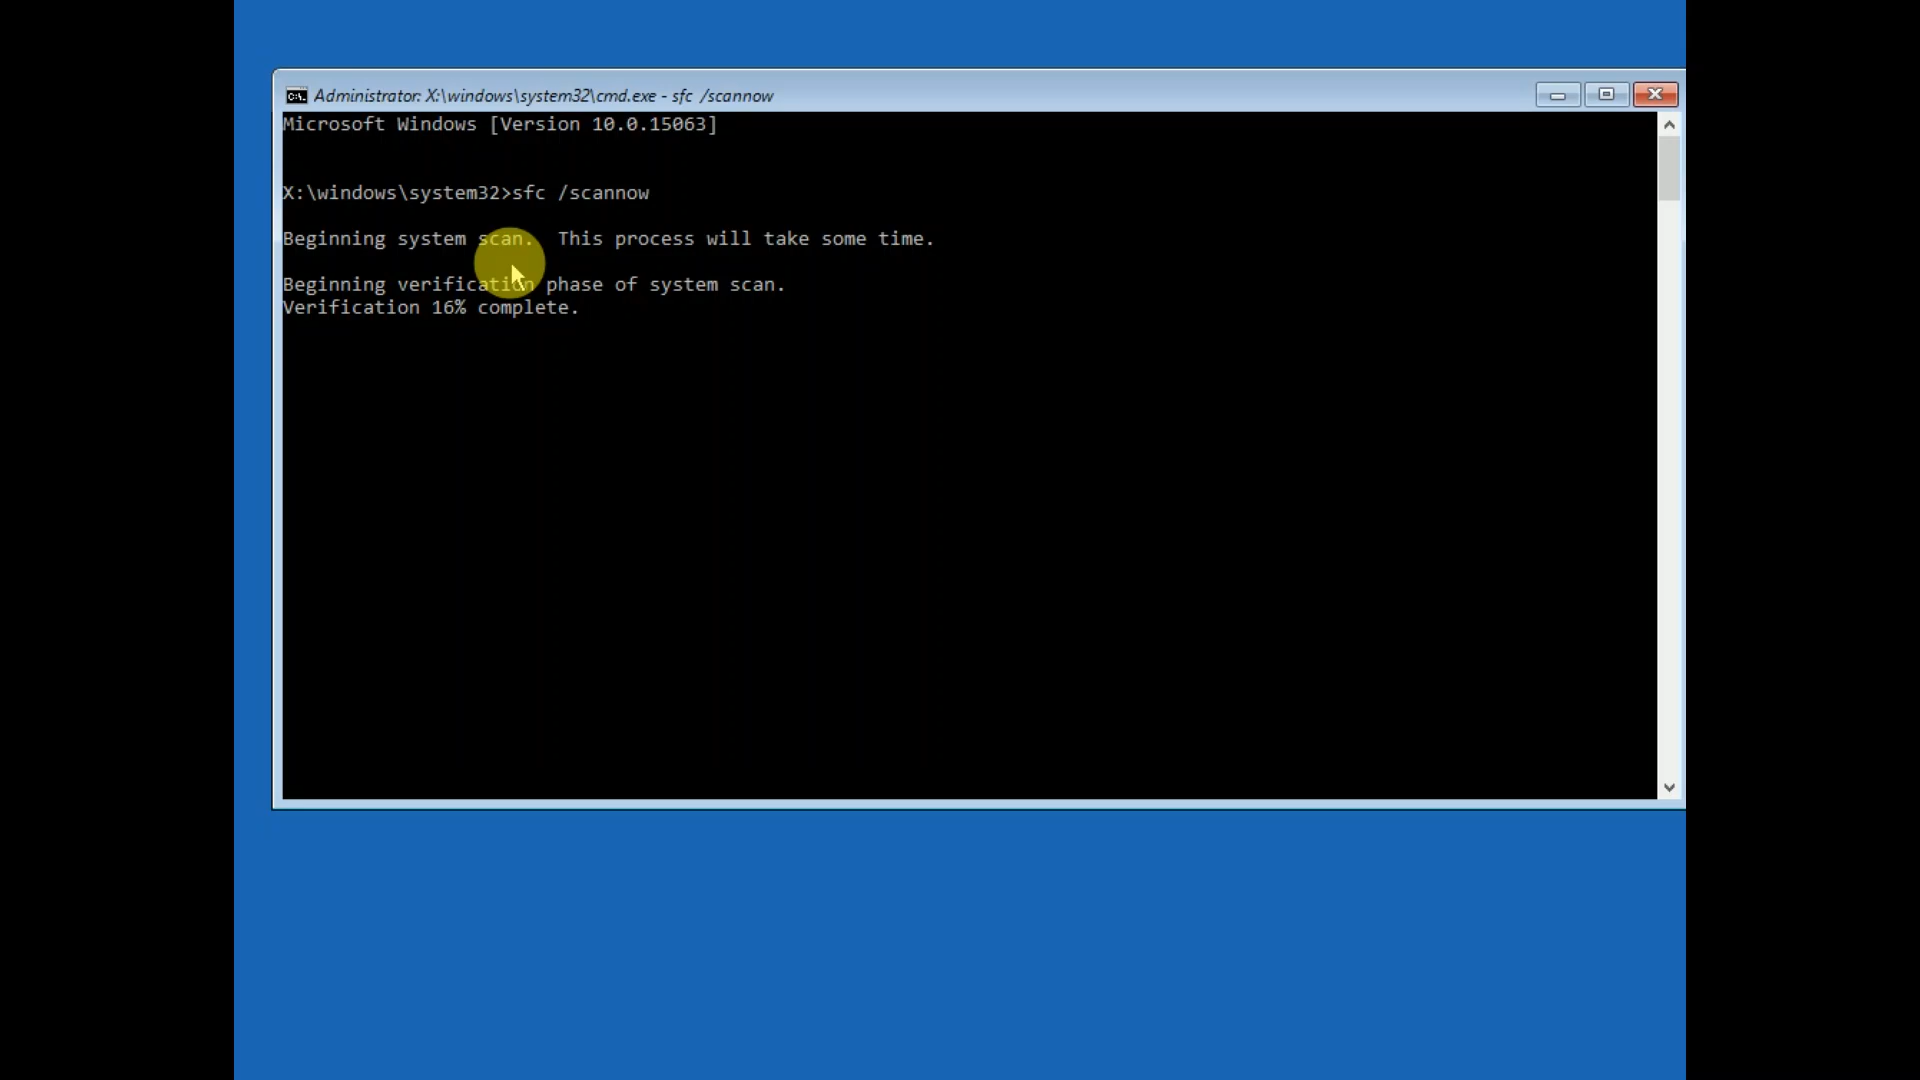 Administrator: X:\windows\system32\cmd.exe - sfc /scannow
Microsoft Windows [Version 10.0.15063]
X:\windows\system32>sfc /scannow
Beginning system scan.  This process will take some time.
Beginning verification phase of system scan.
Verification 16% complete.